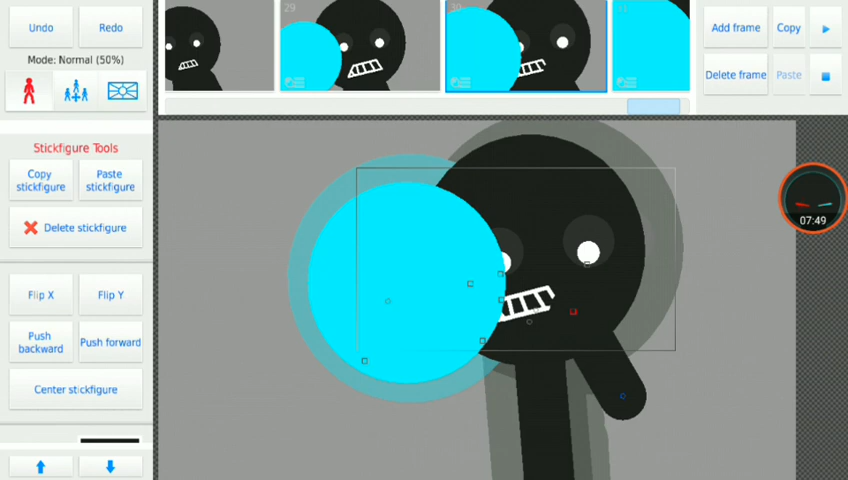 Undo
Redo
Mode: Normal (50%)
Stickfigure Tools
Copy
stickfigure
Paste
stickfigure
Delete stickfigure
Flip X
Flip Y
Push
backward
Push forward
Center stickfigure
29
30
31
Add frame
Copy
Delete frame
Paste
07:49